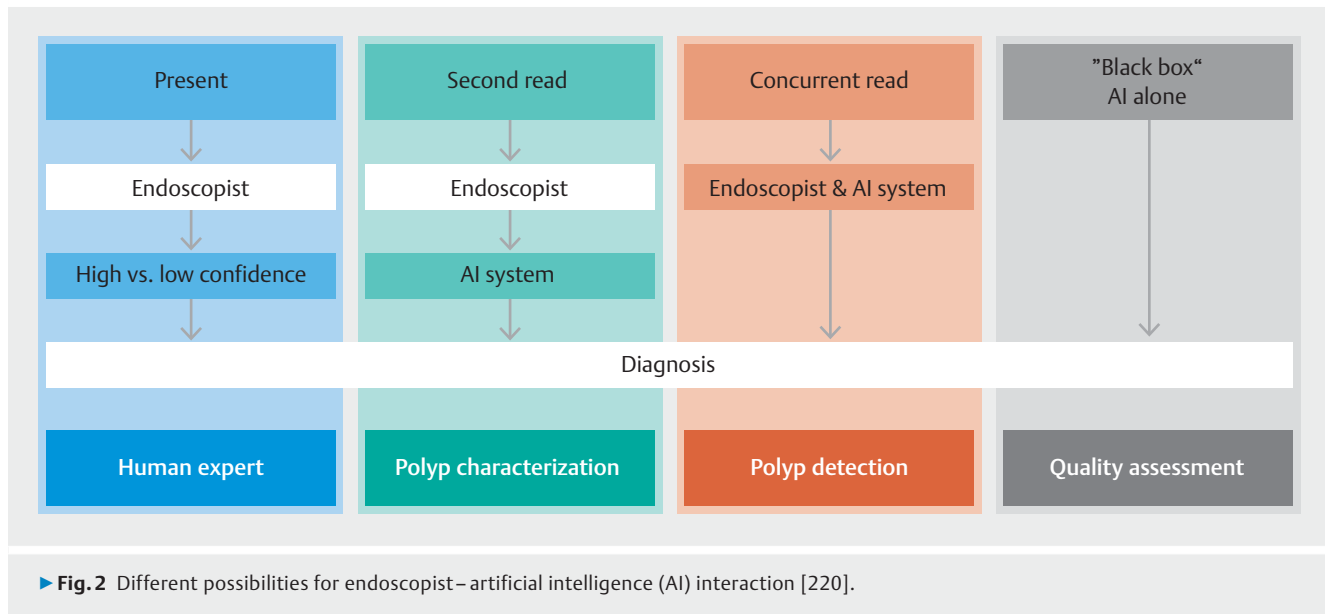 Present
Second read
Concurrent read
”Black box“
AI alone
Endoscopist
Endoscopist
Endoscopist & AI system
High vs. low confidence
AI system
Diagnosis
Human expert
Polyp characterization
Polyp detection
Quality assessment
▶ Fig. 2 Different possibilities for endoscopist – artificial intelligence (AI) interaction [220].